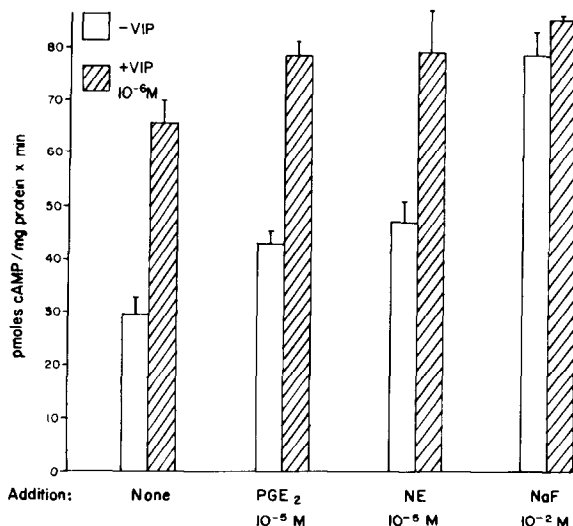 80
70
60
50
40
30
20
10
0
pmoles cAMP/mg protein x min
-VIP
+VIP
10⁻⁶M
Addition: None PGE₂ NE NaF
10⁻⁵ M 10⁻⁵ M 10⁻² M